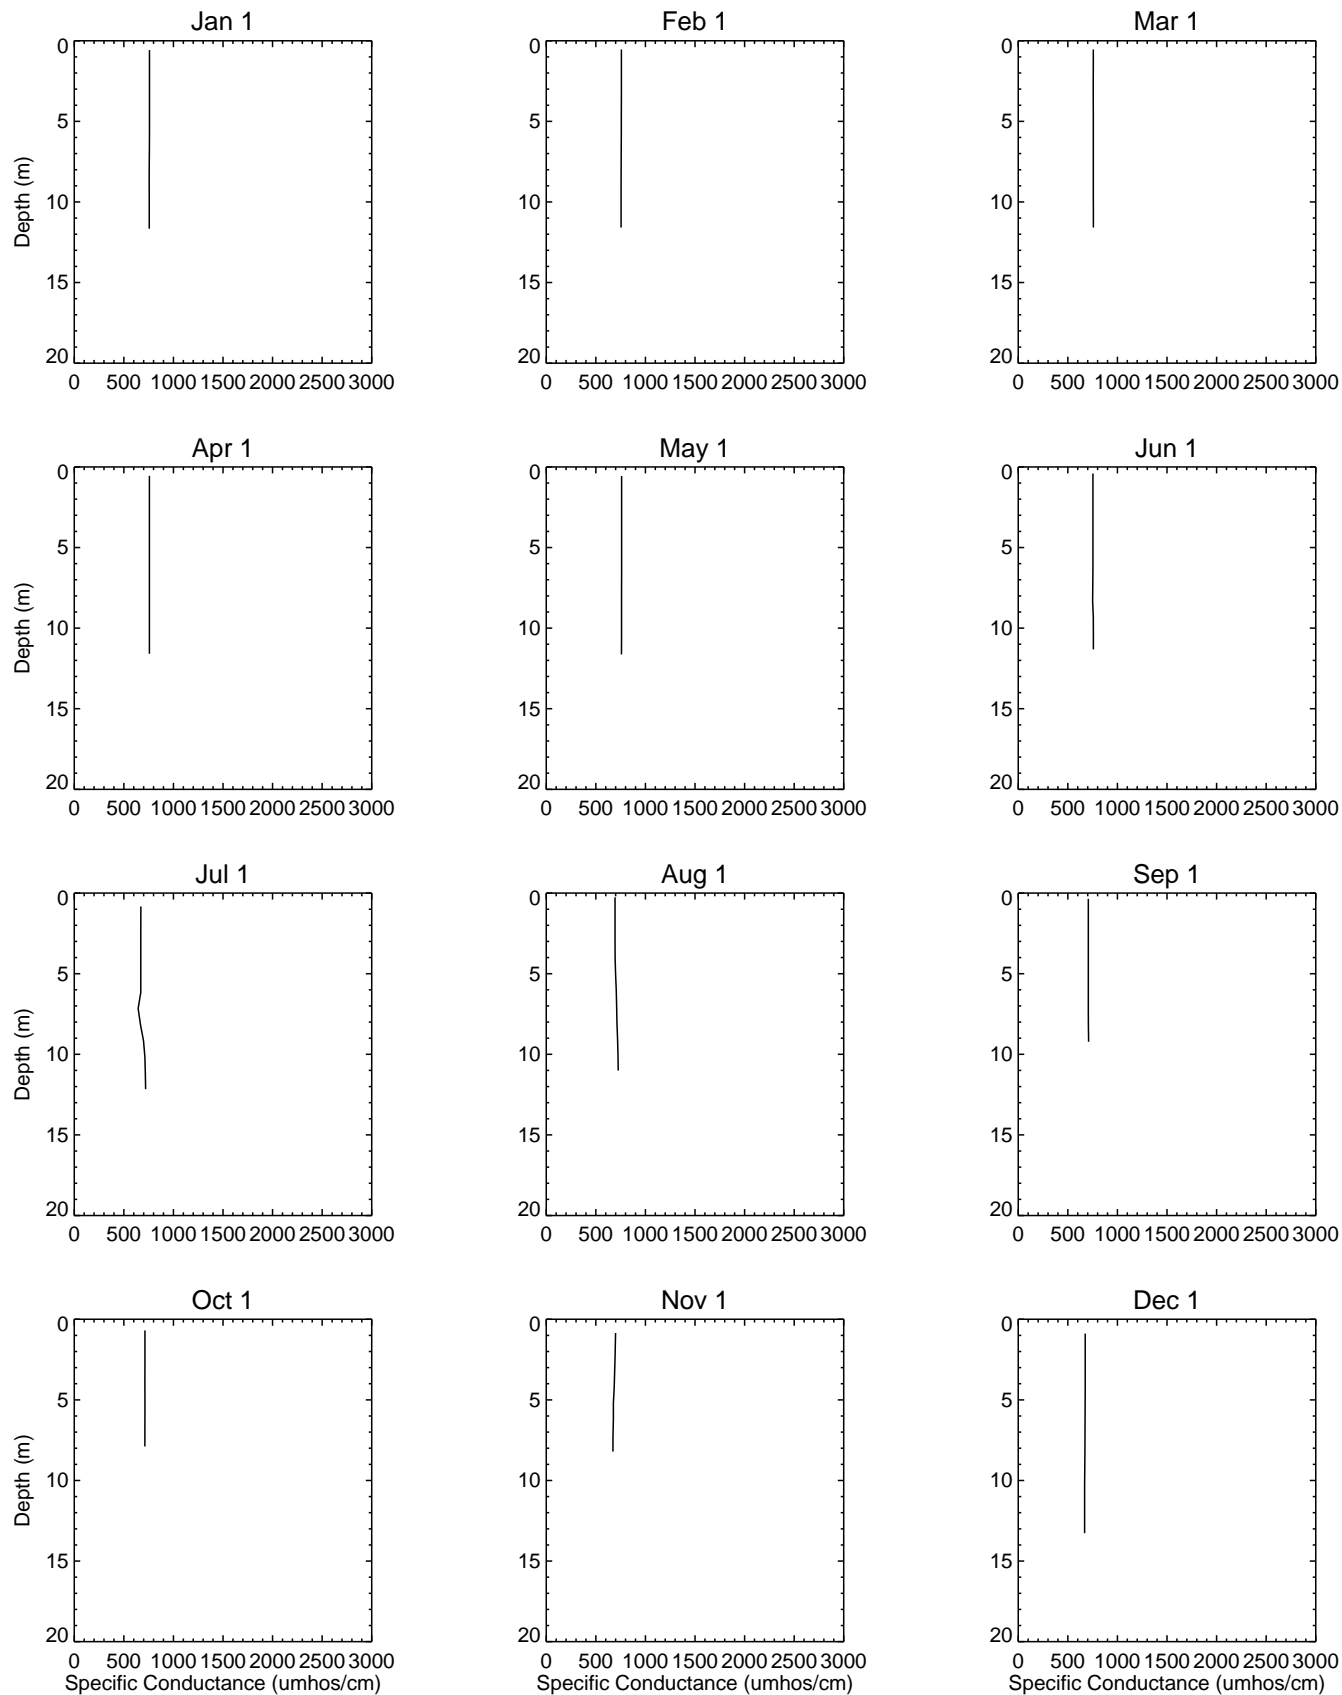 Jan 1 Feb 1 Mar 1
0 0 0
5 5 5
Depth (m)
10 10 10
15 15 15
20 20 20
0 500 1000 1500 2000 2500 3000 0 500 1000 1500 2000 2500 3000 0 500 1000 1500 2000 2500 3000
Apr 1 May 1 Jun 1
0 0 0
5 5 5
Depth (m)
10 10 10
15 15 15
20 20 20
0 500 1000 1500 2000 2500 3000 0 500 1000 1500 2000 2500 3000 0 500 1000 1500 2000 2500 3000
Jul 1 Aug 1 Sep 1
0 0 0
5 5 5
Depth (m)
10 10 10
15 15 15
20 20 20
0 500 1000 1500 2000 2500 3000 0 500 1000 1500 2000 2500 3000 0 500 1000 1500 2000 2500 3000
Oct 1 Nov 1 Dec 1
0 0 0
5 5 5
Depth (m)
10 10 10
15 15 15
20 20 20
0 500 1000 1500 2000 2500 3000 0 500 1000 1500 2000 2500 3000 0 500 1000 1500 2000 2500 3000
Specific Conductance (umhos/cm) Specific Conductance (umhos/cm) Specific Conductance (umhos/cm)